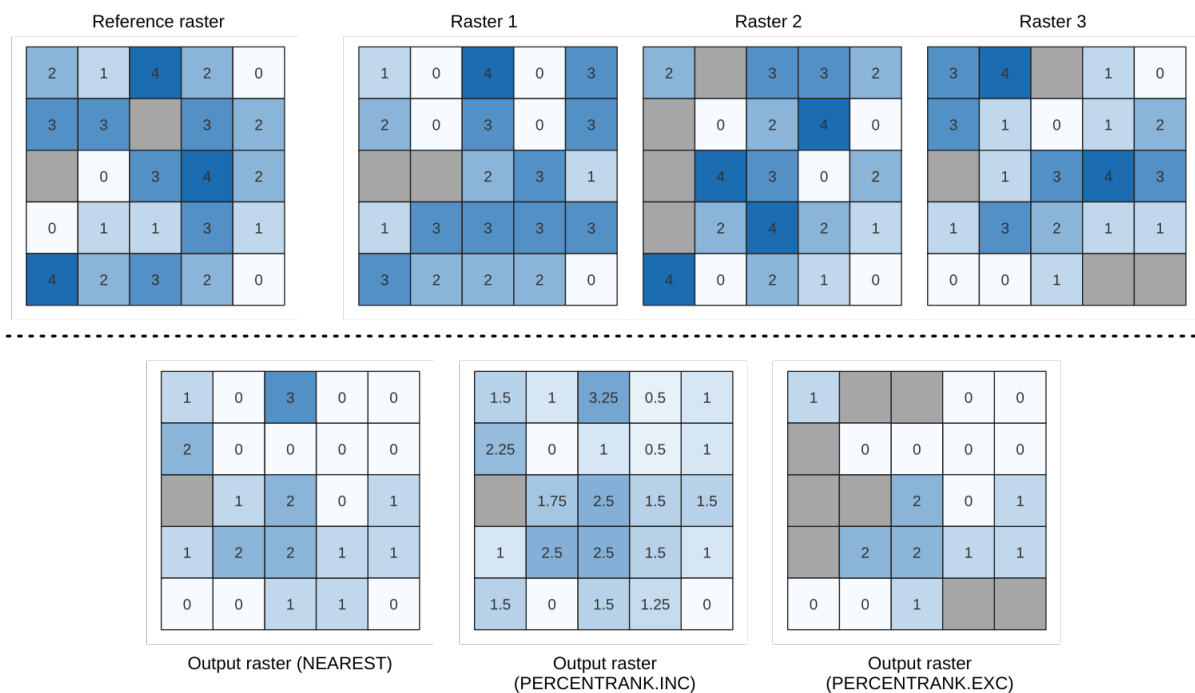 Reference raster Raster 1 Raster 2 Raster 3
2 1 4 2 0 1 0 4 0 3 2 3 3 2 3 4 1 0
3 3 3 2 2 0 3 0 3 0 2 4 0 3 1 0 1 2
0 3 4 2 2 3 1 4 3 0 2 1 3 4 3
0 1 1 3 1 1 3 3 3 3 2 4 2 1 1 3 2 1 1
4 2 3 2 0 3 2 2 2 0 4 0 2 1 0 0 0 1
1 0 3 0 0 1.5 1 3.25 0.5 1 1 0 0
2 0 0 0 0 2.25 0 1 0.5 1 0 0 0 0
1 2 0 1 1.75 2.5 1.5 1.5 2 0 1
1 2 2 1 1 1 2.5 2.5 1.5 1 2 2 1 1
0 0 1 1 0 1.5 0 1.5 1.25 0 0 0 1
Output raster (NEAREST) Output raster Output raster
(PERCENTRANK.INC) (PERCENTRANK.EXC)